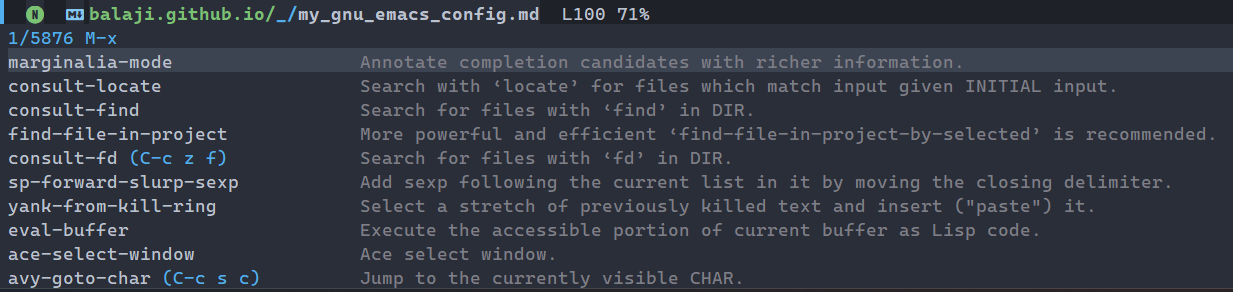 N M↓ balaji.github.io/_/my_gnu_emacs_config.md L100 71%
1/5876 M-x
marginalia-mode Annotate completion candidates with richer information.
consult-locate Search with ‘locate’ for files which match input given INITIAL input.
consult-find Search for files with ‘find’ in DIR.
find-file-in-project More powerful and efficient ‘find-file-in-project-by-selected’ is recommended.
consult-fd (C-c z f) Search for files with ‘fd’ in DIR.
sp-forward-slurp-sexp Add sexp following the current list in it by moving the closing delimiter.
yank-from-kill-ring Select a stretch of previously killed text and insert ("paste") it.
eval-buffer Execute the accessible portion of current buffer as Lisp code.
ace-select-window Ace select window.
avy-goto-char (C-c s c) Jump to the currently visible CHAR.